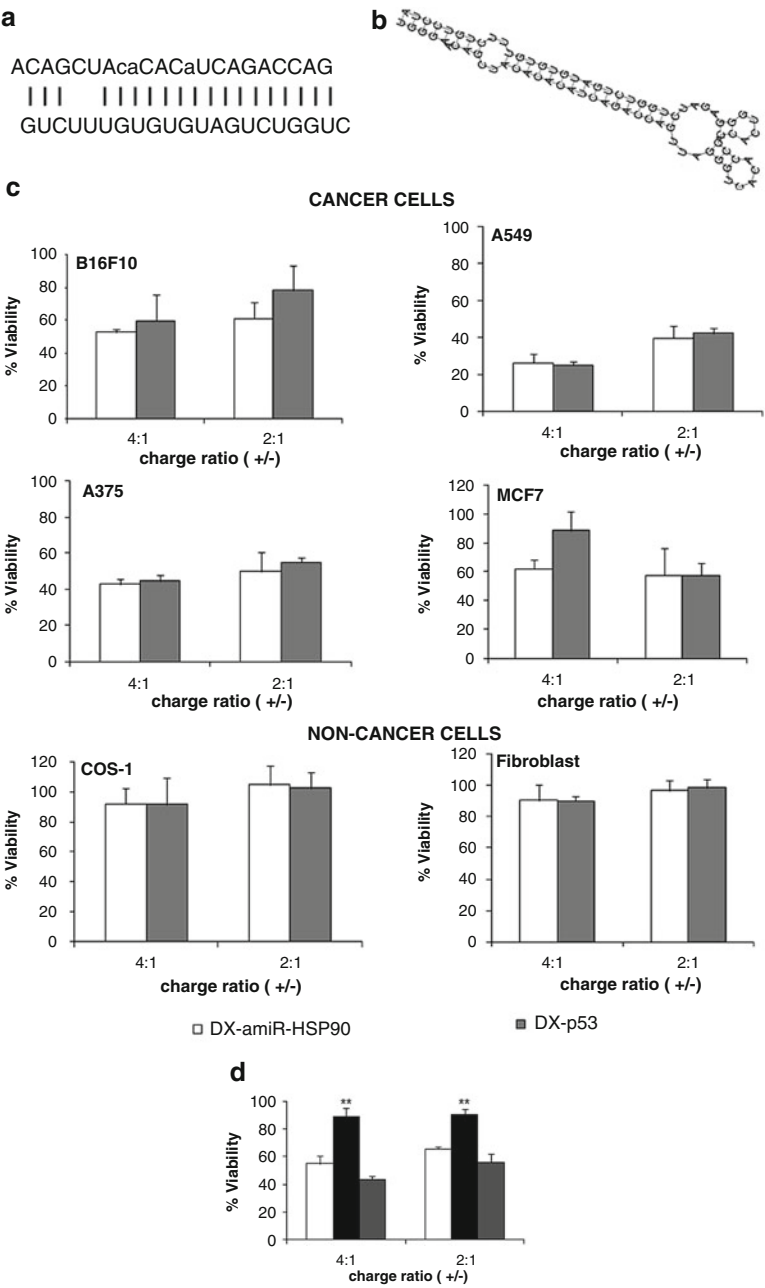 a
ACAGCUAcaCACaUCAGACCAG
GUCUUUGUGUGUAGUCUGGUC
b
c
CANCER CELLS
B16F10
% Viability
100
80
60
40
20
0
4:1
2:1
charge ratio ( +/-)
A549
% Viability
100
80
60
40
20
0
4:1
2:1
charge ratio ( +/-)
A375
% Viability
100
80
60
40
20
0
4:1
2:1
charge ratio ( +/-)
MCF7
% Viability
120
100
80
60
40
20
0
4:1
2:1
charge ratio ( +/-)
NON-CANCER CELLS
COS-1
% Viability
120
100
80
60
40
20
0
4:1
2:1
charge ratio ( +/-)
Fibroblast
% Viability
120
100
80
60
40
20
0
4:1
2:1
charge ratio ( +/-)
DX-amiR-HSP90
DX-p53
d
% Viability
100
80
60
40
20
0
**
**
4:1
2:1
charge ratio ( +/-)